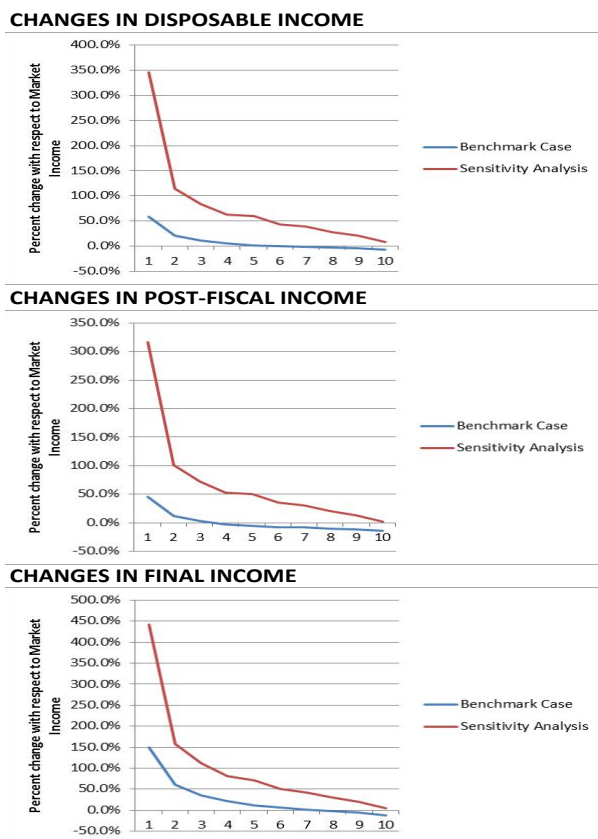 CHANGES IN DISPOSABLE INCOME
400.0%
350.0%
300.0%
250.0%
200.0%
150.0%
100.0%
50.0%
0.0%
-50.0%
Percent change with respect to Market
Income
1 2 3 4 5 6 7 8 9 10
Benchmark Case
Sensitivity Analysis
CHANGES IN POST-FISCAL INCOME
350.0%
300.0%
250.0%
200.0%
150.0%
100.0%
50.0%
0.0%
-50.0%
Percent change with respect to Market
Income
1 2 3 4 5 6 7 8 9 10
Benchmark Case
Sensitivity Analysis
CHANGES IN FINAL INCOME
500.0%
450.0%
400.0%
350.0%
300.0%
250.0%
200.0%
150.0%
100.0%
50.0%
0.0%
-50.0%
Percent change with respect to Market
Income
1 2 3 4 5 6 7 8 9 10
Benchmark Case
Sensitivity Analysis